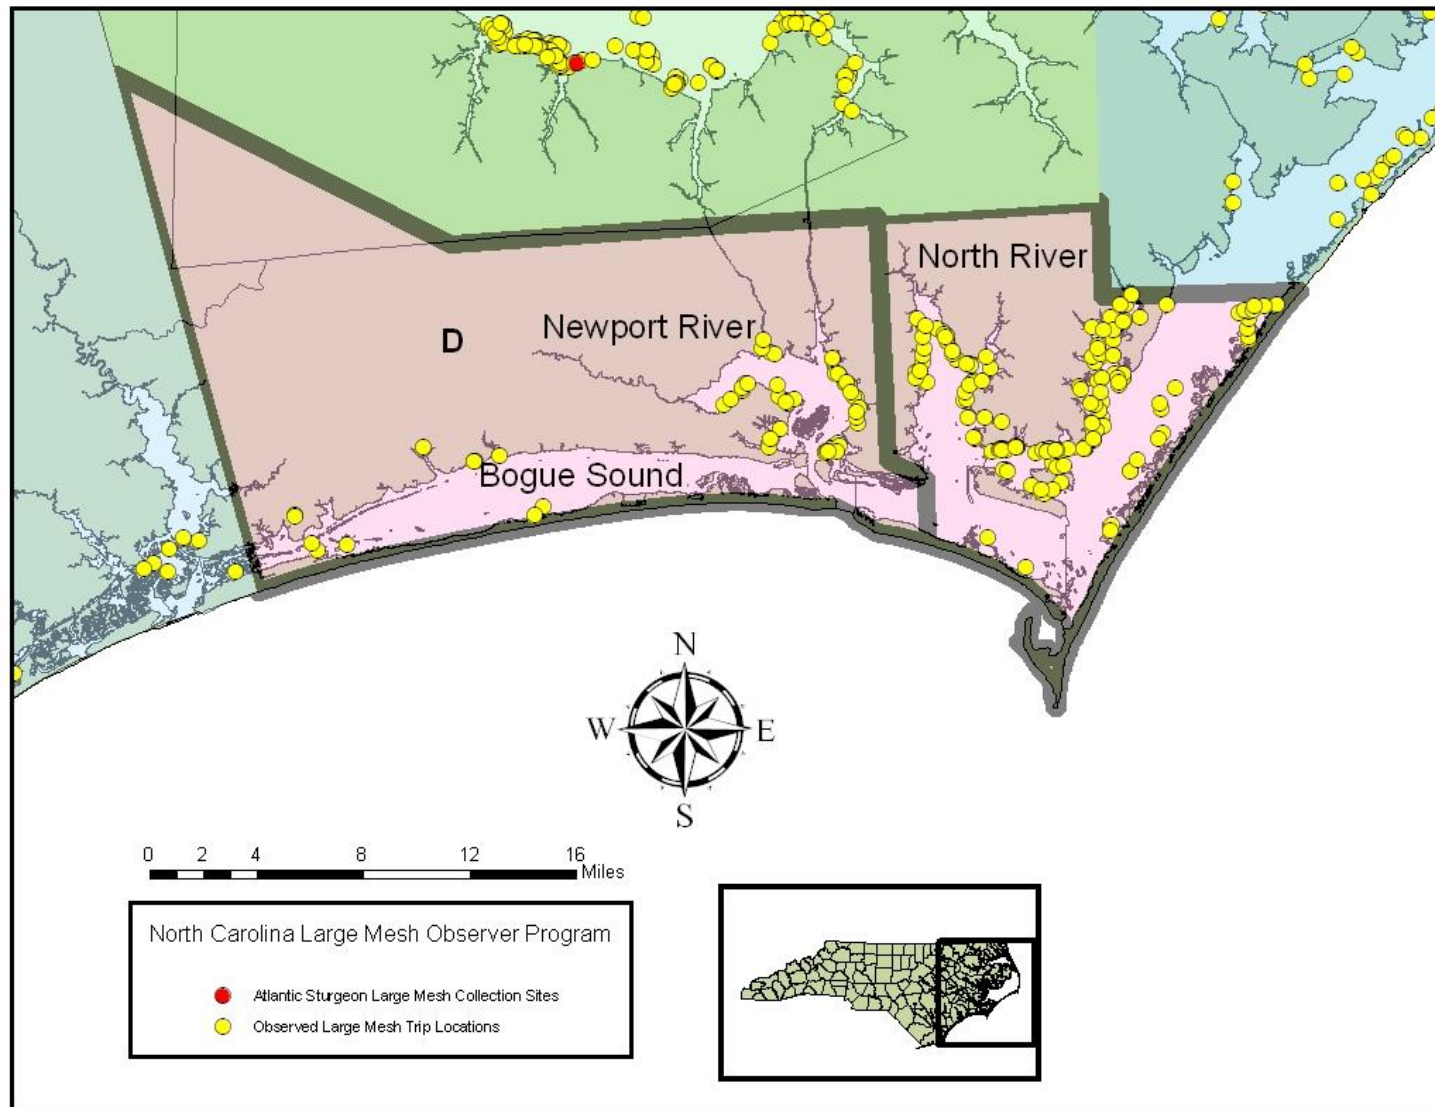 North River
Newport River
D
Bogue Sound
N
W E
S
0 2 4 8 12 16
Miles
North Carolina Large Mesh Observer Program
Atlantic Sturgeon Large Mesh Collection Sites
Observed Large Mesh Trip Locations